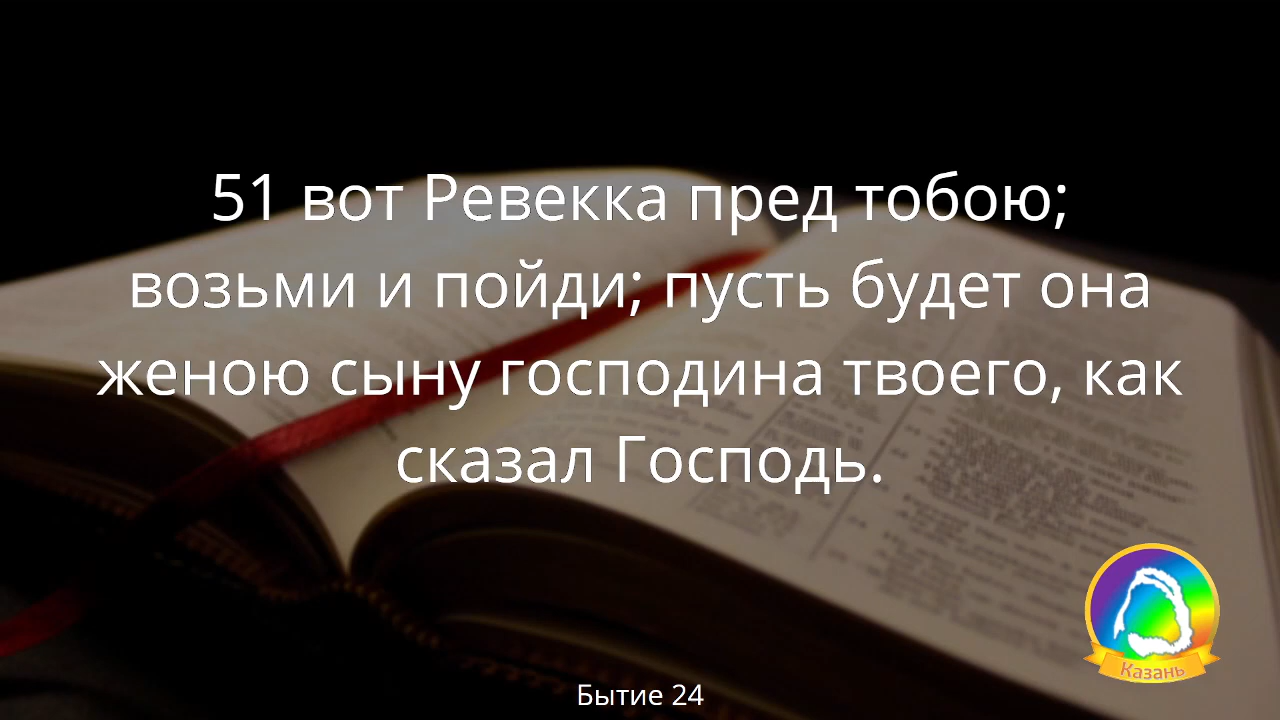 51 вот Ревекка пред тобою;
возьми и пойди; пусть будет она
женою сыну господина твоего, как
сказал Господь.
Казань
Бытие 24